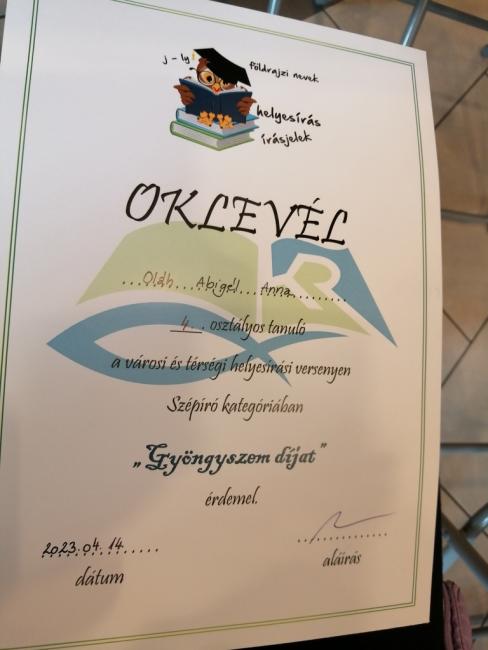 j - ly!
földrajzi nevek
helyesírás
írásjelek
OKLEVÉL
...Oláh...Abigél...Anna.........
4. . osztályos tanuló
a városi és térségi helyesírási versenyen
Szépíró kategóriában
„Gyöngyszem díjat”
érdemel.
2023.04.14......
dátum
aláírás